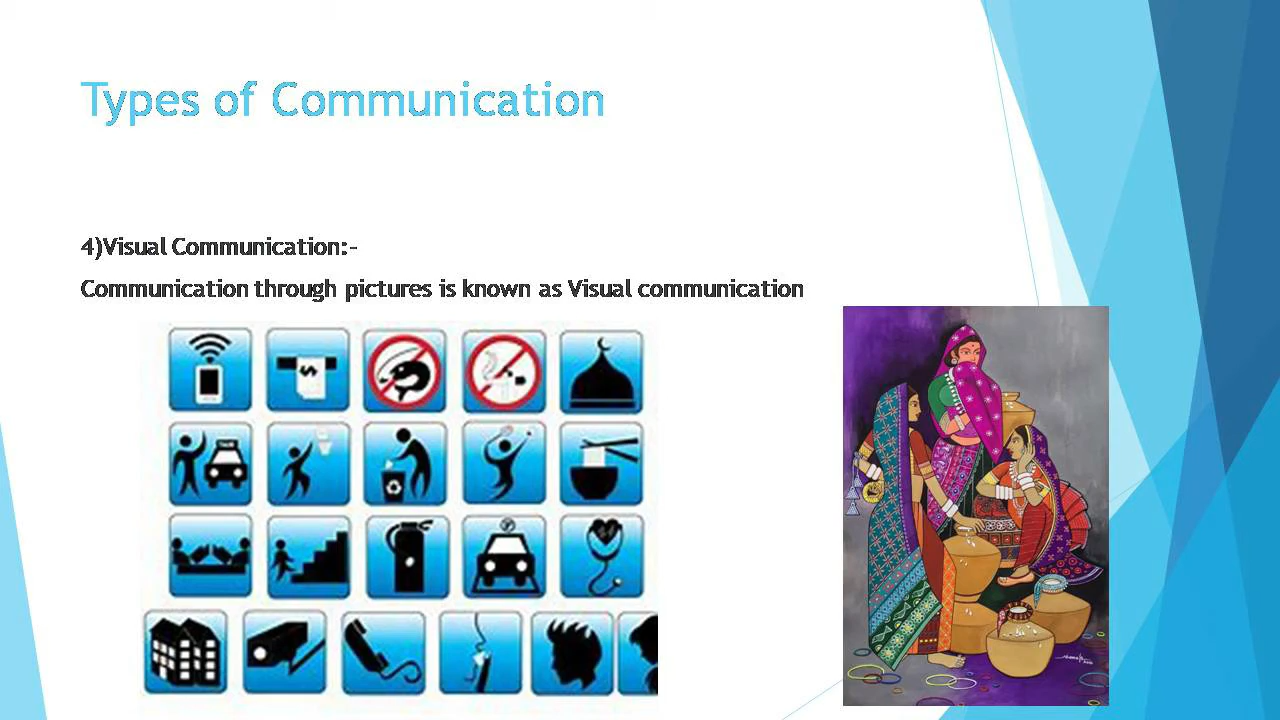 Types of Communication
4)Visual Communication:-
Communication through pictures is known as Visual communication